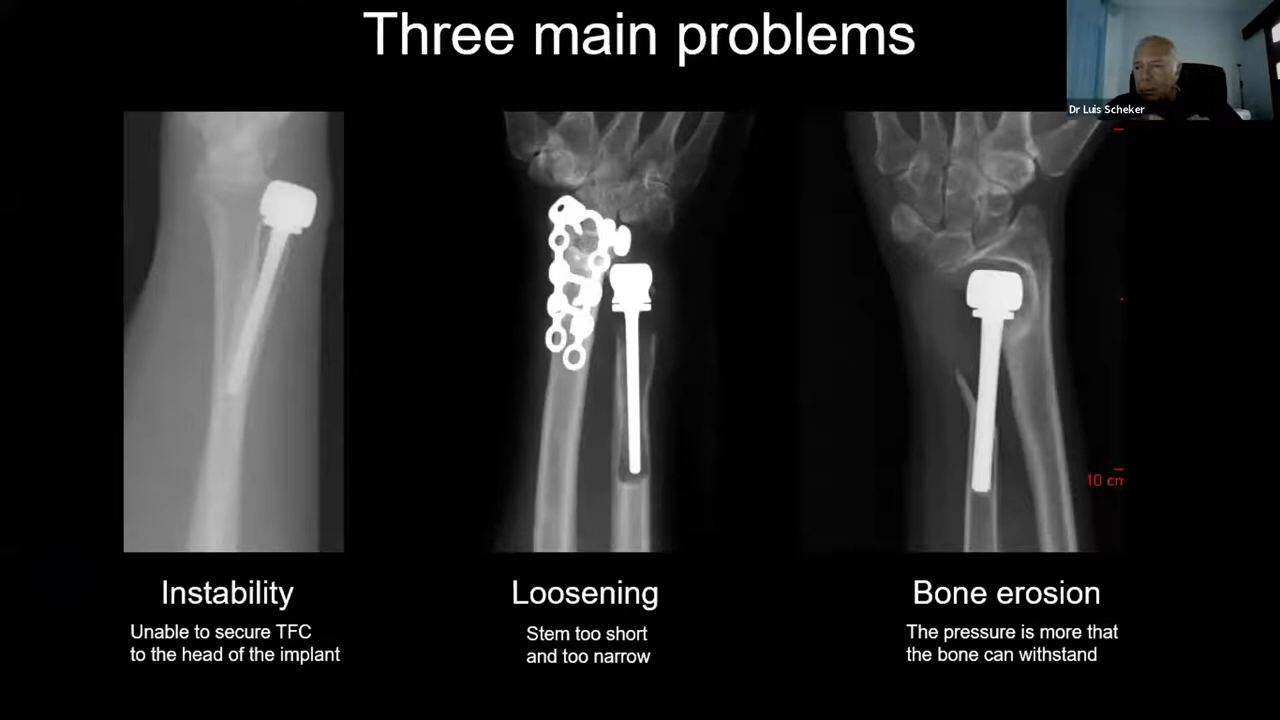 Three main problems
Dr Luis Scheker
10 cm
Instability
Unable to secure TFC
to the head of the implant
Loosening
Stem too short
and too narrow
Bone erosion
The pressure is more that
the bone can withstand